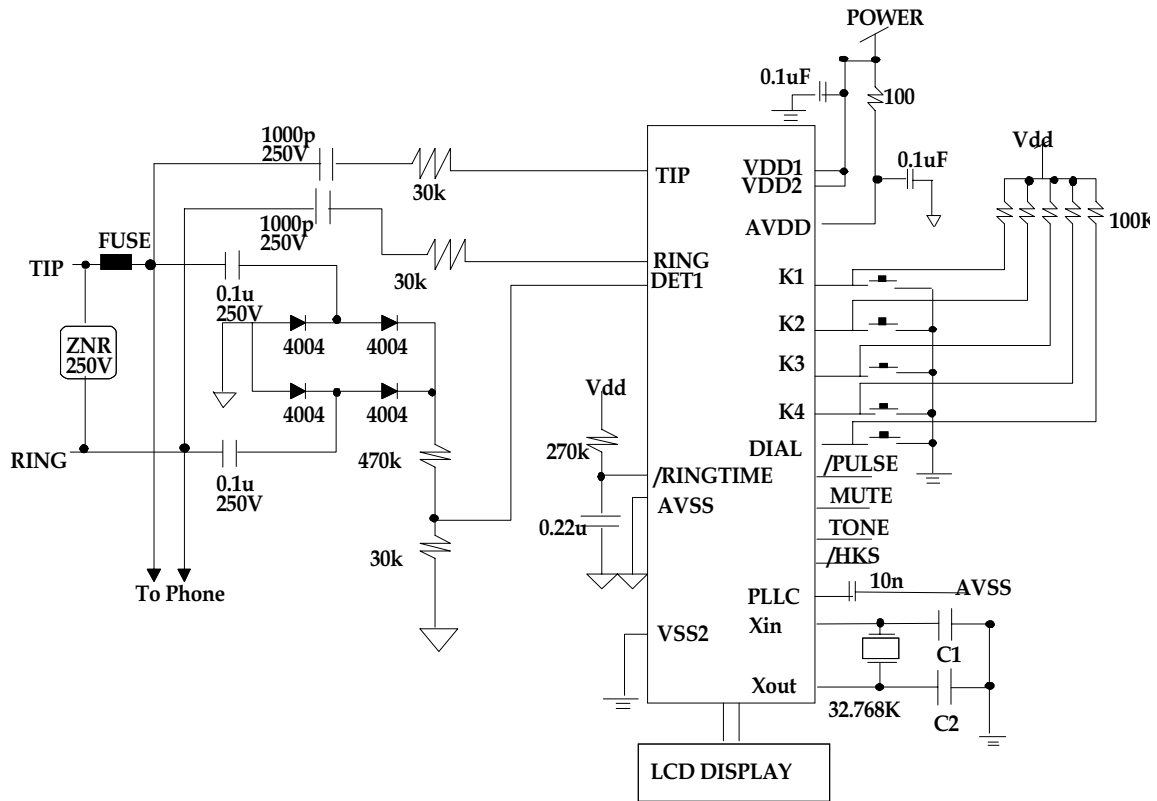 POWER
0.1uF
100
1000p
250V
Vdd
0.1uF
VDD1
VDD2
TIP
30k
1000p
250V
100K
AVDD
FUSE
TIP
RING
DET1
30k
K1
0.1u
250V
K2
ZNR
250V
4004
4004
K3
Vdd
4004
4004
K4
RING
470k
270k
DIAL
/PULSE
0.1u
250V
/RINGTIME
AVSS
MUTE
0.22u
TONE
30k
/HKS
To Phone
10n
AVSS
PLLC
VSS2
Xin
C1
Xout
32.768K
C2
LCD DISPLAY